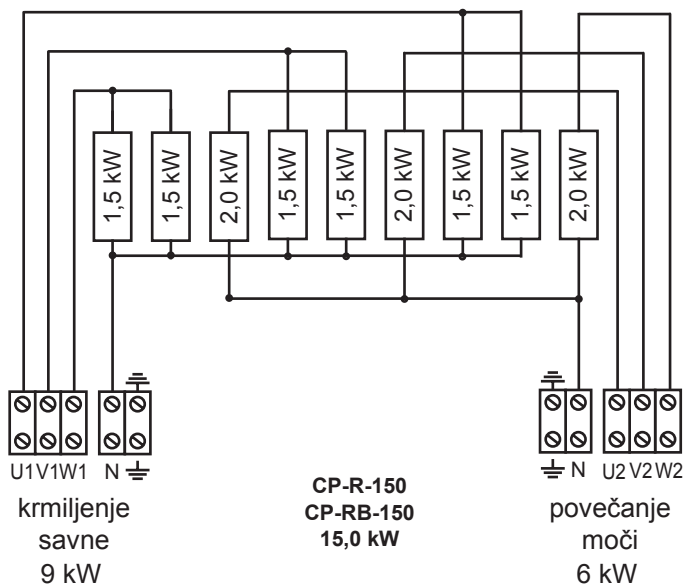 1,5 kW
1,5 kW
2,0 kW
1,5 kW
1,5 kW
2,0 kW
1,5 kW
1,5 kW
2,0 kW
U1 V1 W1 N
N U2 V2 W2
krmiljenje
savne
9 kW
CP-R-150
CP-RB-150
15,0 kW
povečanje
moči
6 kW